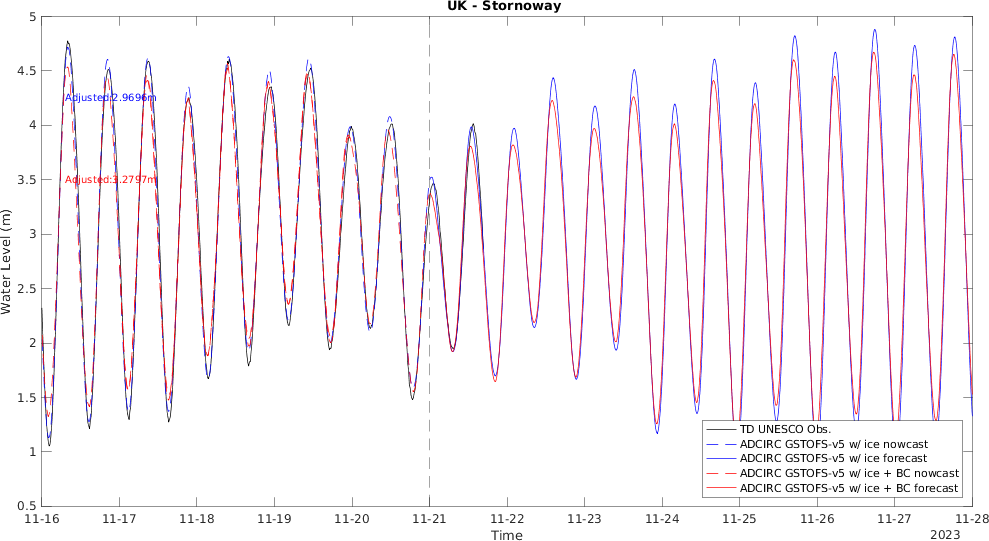 UK - Stornoway
5
4.5
4
3.5
3
2.5
2
1.5
1
0.5
Water Level (m)
Adjusted:2.9696m
Adjusted:3.2797m
TD UNESCO Obs.
ADCIRC GSTOFS-v5 w/ ice nowcast
ADCIRC GSTOFS-v5 w/ ice forecast
ADCIRC GSTOFS-v5 w/ ice + BC nowcast
ADCIRC GSTOFS-v5 w/ ice + BC forecast
11-16 11-17 11-18 11-19 11-20 11-21 11-22 11-23 11-24 11-25 11-26 11-27 11-28
Time
2023